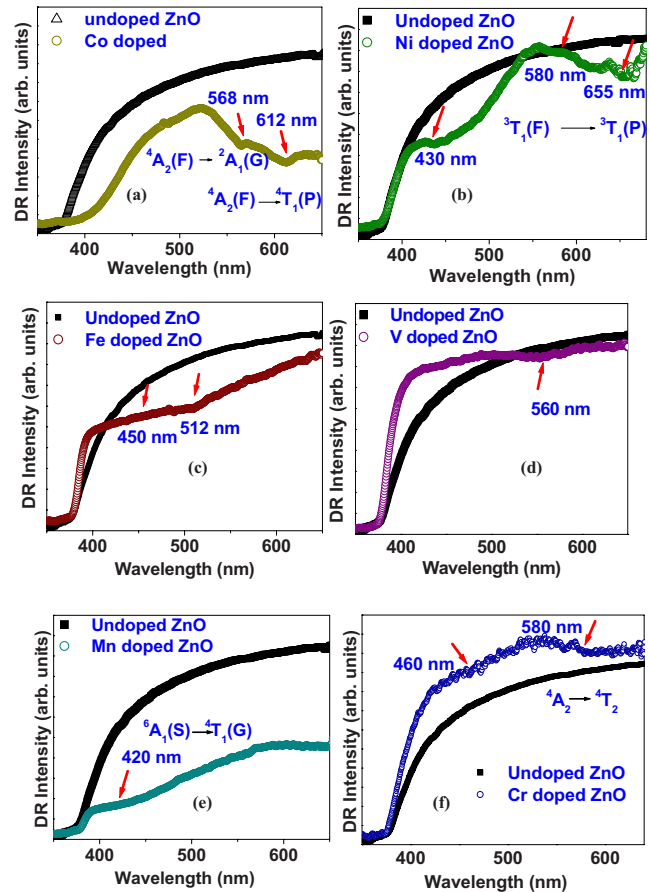 undoped ZnO
Co doped
568 nm
612 nm
⁴A₂(F) → ²A₁(G)
⁴A₂(F) → ⁴T₁(P)
(a)
DR Intensity (arb. units)
400 500 600
Wavelength (nm)
Undoped ZnO
Ni doped ZnO
580 nm
655 nm
³T₁(F) → ³T₁(P)
430 nm
(b)
DR Intensity (arb. units)
400 500 600
Wavelength (nm)
Undoped ZnO
Fe doped ZnO
450 nm
512 nm
(c)
DR Intensity (arb. units)
400 500 600
Wavelength (nm)
Undoped ZnO
V doped ZnO
560 nm
(d)
DR Intensity (arb. units)
400 500 600
Wavelength (nm)
Undoped ZnO
Mn doped ZnO
⁶A₁(S) → ⁴T₁(G)
420 nm
(e)
DR Intensity (arb. units)
350 400 450 500 550 600 650
Wavelength (nm)
580 nm
460 nm
⁴A₂ → ⁴T₂
Undoped ZnO
Cr doped ZnO
(f)
DR Intensity (arb. units)
400 500 600
Wavelength (nm)